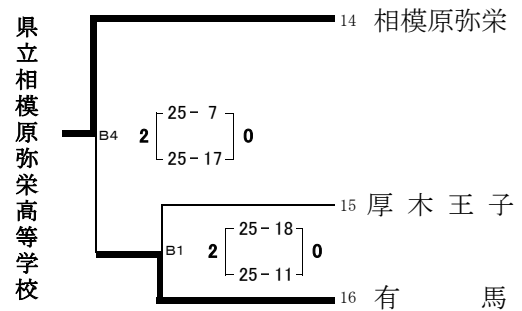 県立相模原弥栄高等学校
14 相模原弥栄
B4 2 25-7 0
25-17
15 厚木王子
B1 2 25-18 0
25-11
16 有馬